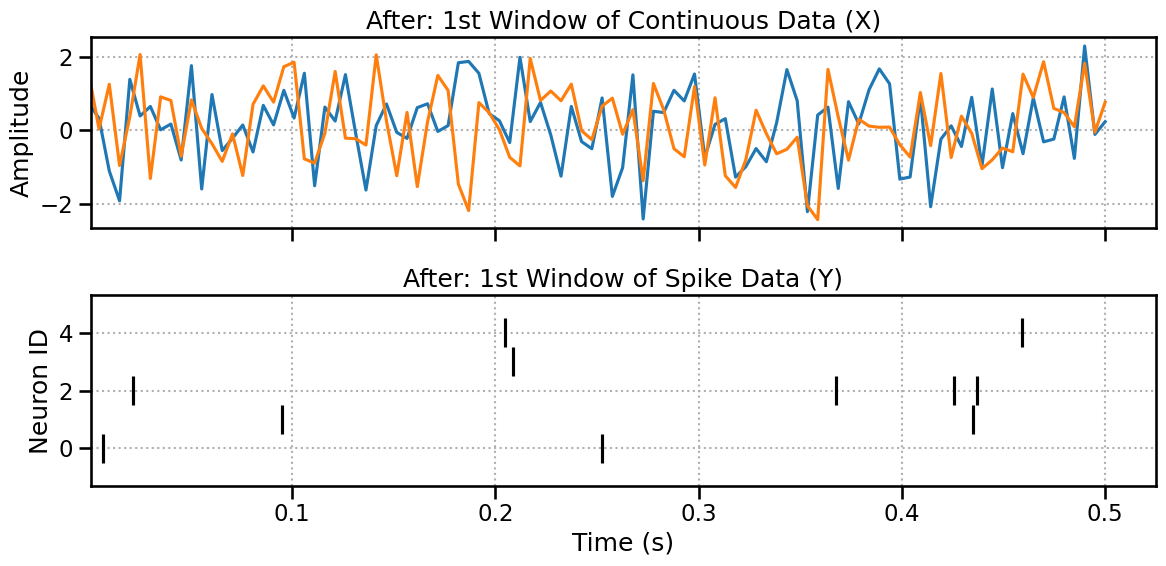 After: 1st Window of Continuous Data (X)
Amplitude
2
0
−2
After: 1st Window of Spike Data (Y)
Neuron ID
4
2
0
0.1 0.2 0.3 0.4 0.5
Time (s)